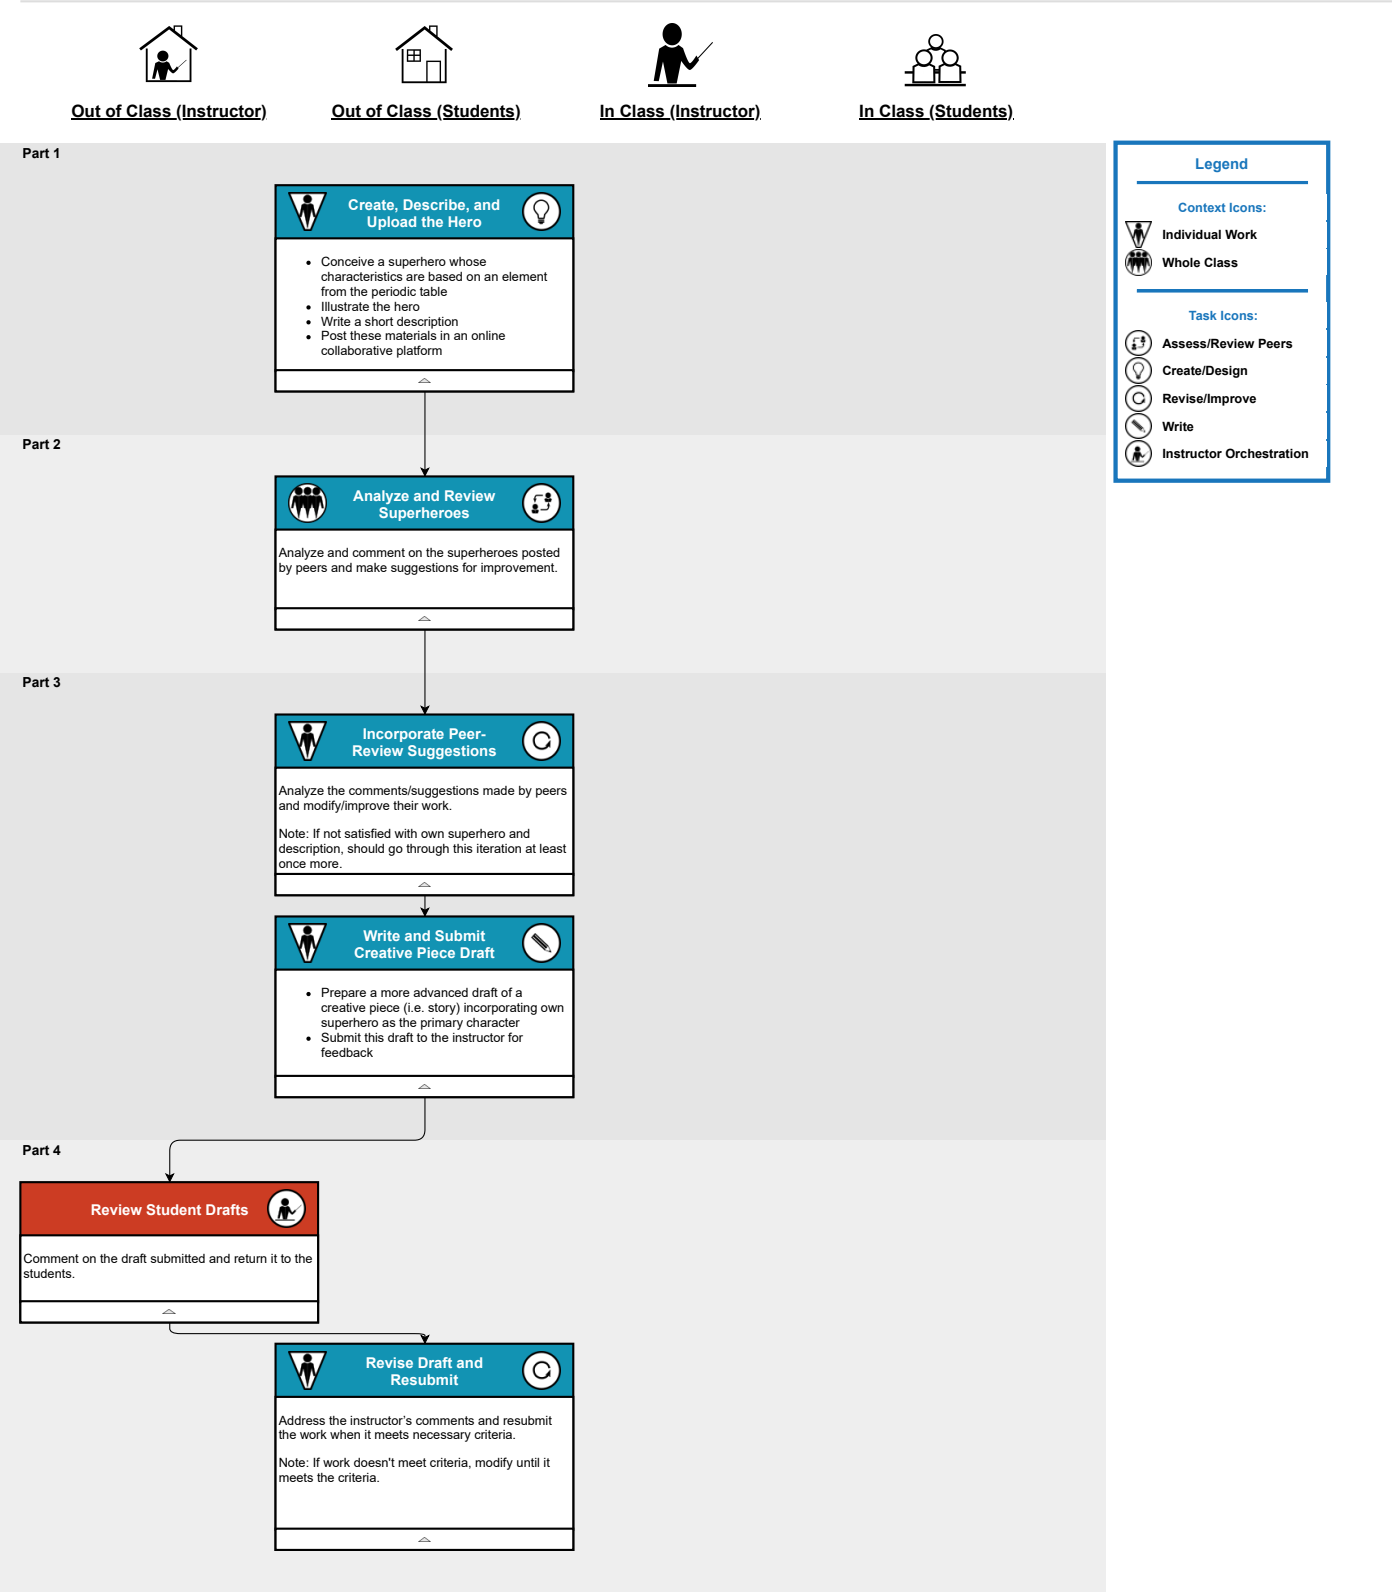 Out of Class (Instructor)
Out of Class (Students)
In Class (Instructor)
In Class (Students)
Part 1
Create, Describe, and
Upload the Hero
• Conceive a superhero whose
characteristics are based on an element
from the periodic table
• Illustrate the hero
• Write a short description
• Post these materials in an online
collaborative platform
Legend
Context Icons:
Individual Work
Whole Class
Task Icons:
Assess/Review Peers
Create/Design
Revise/Improve
Write
Instructor Orchestration
Part 2
Analyze and Review
Superheroes
Analyze and comment on the superheroes posted
by peers and make suggestions for improvement.
Part 3
Incorporate Peer-
Review Suggestions
Analyze the comments/suggestions made by peers
and modify/improve their work.
Note: If not satisfied with own superhero and
description, should go through this iteration at least
once more.
Write and Submit
Creative Piece Draft
• Prepare a more advanced draft of a
creative piece (i.e. story) incorporating own
superhero as the primary character
• Submit this draft to the instructor for
feedback
Part 4
Review Student Drafts
Comment on the draft submitted and return it to the
students.
Revise Draft and
Resubmit
Address the instructor's comments and resubmit
the work when it meets necessary criteria.
Note: If work doesn't meet criteria, modify until it
meets the criteria.